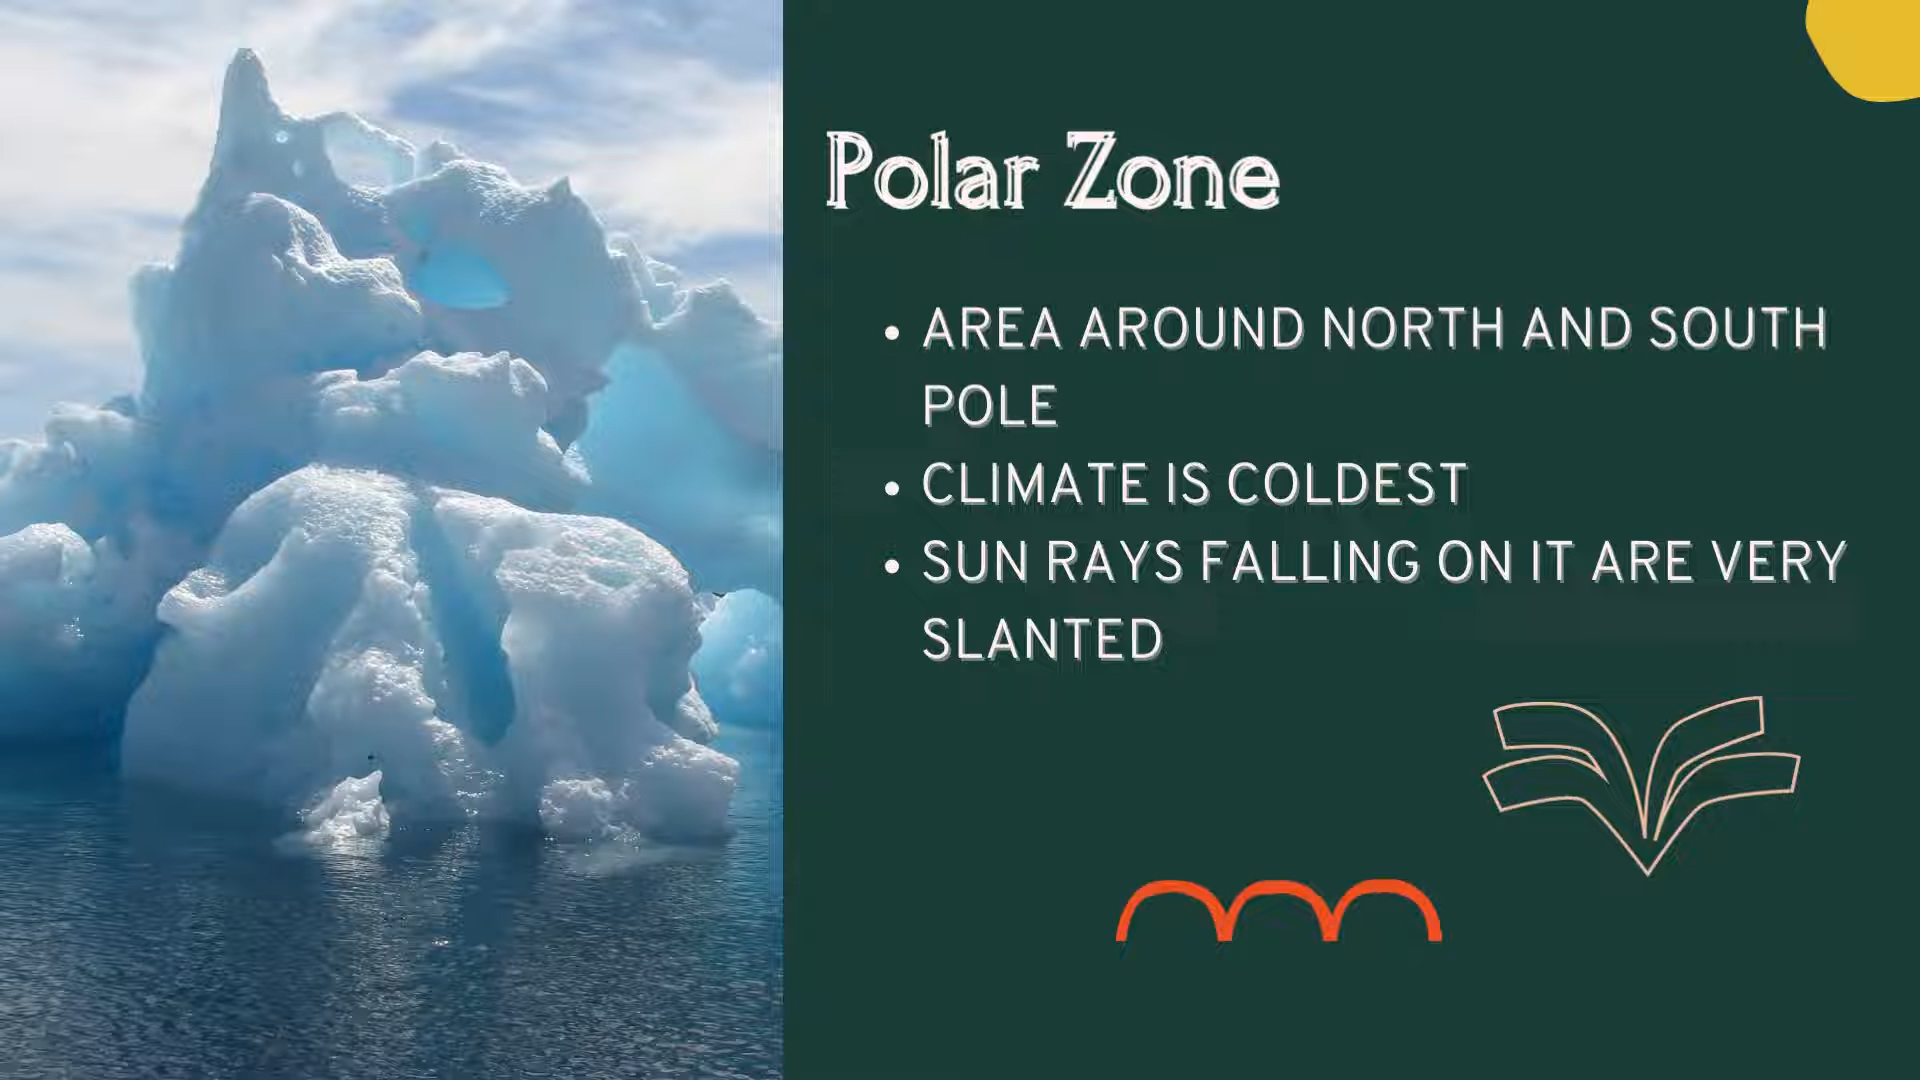 Polar Zone
• AREA AROUND NORTH AND SOUTH
POLE
• CLIMATE IS COLDEST
• SUN RAYS FALLING ON IT ARE VERY
SLANTED